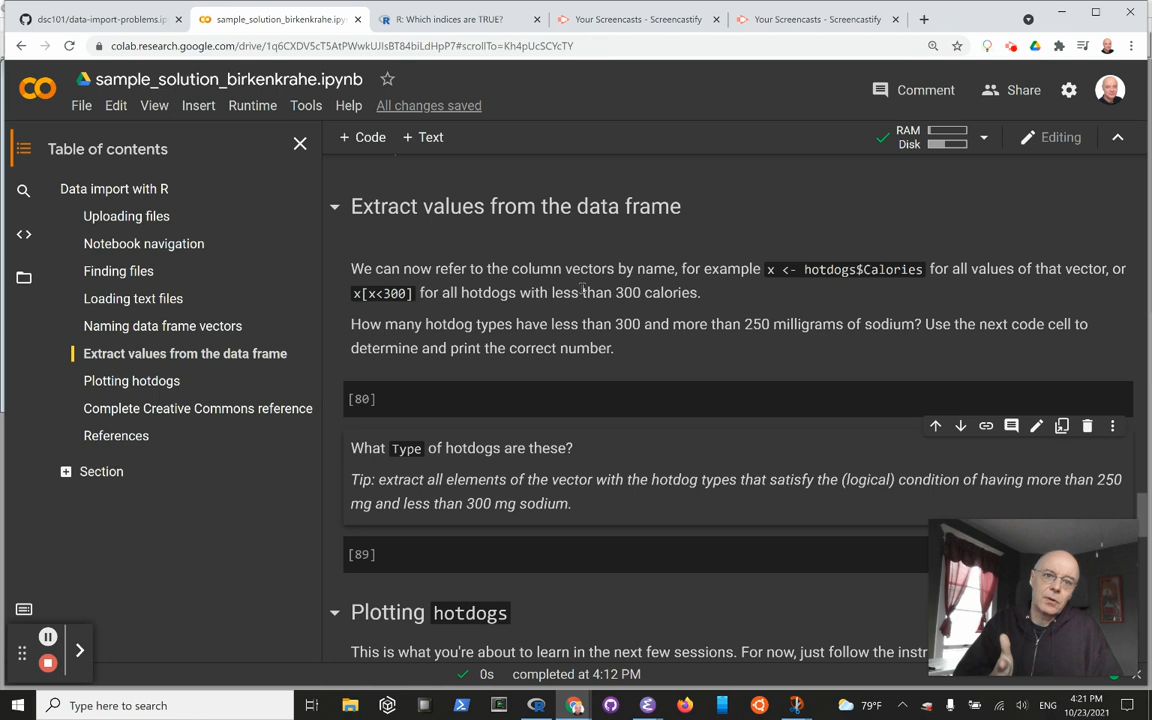 dsc101/data-import-problems.ip
sample_solution_birkenkrahe.ipyn
R: Which indices are TRUE?
Your Screencasts - Screencastify
Your Screencasts - Screencastify
colab.research.google.com/drive/1q6CXDV5cT5AtPWwkUJIsBT84biLdHpP7#scrollTo=Kh4pUcSCYcTY
sample_solution_birkenkrahe.ipynb
File Edit View Insert Runtime Tools Help All changes saved
Comment Share
+ Code + Text
RAM
Disk
Editing
Table of contents
Data import with R
Uploading files
Notebook navigation
Finding files
Loading text files
Naming data frame vectors
Extract values from the data frame
Plotting hotdogs
Complete Creative Commons reference
References
Section
Extract values from the data frame
We can now refer to the column vectors by name, for example x <- hotdogs$Calories for all values of that vector, or
x[x<300] for all hotdogs with less than 300 calories.
How many hotdog types have less than 300 and more than 250 milligrams of sodium? Use the next code cell to
determine and print the correct number.
[80]
What Type of hotdogs are these?
Tip: extract all elements of the vector with the hotdog types that satisfy the (logical) condition of having more than 250
mg and less than 300 mg sodium.
[89]
Plotting hotdogs
This is what you're about to learn in the next few sessions. For now, just follow the instr
0s completed at 4:12 PM
Type here to search
79°F
4:21 PM
10/23/2021